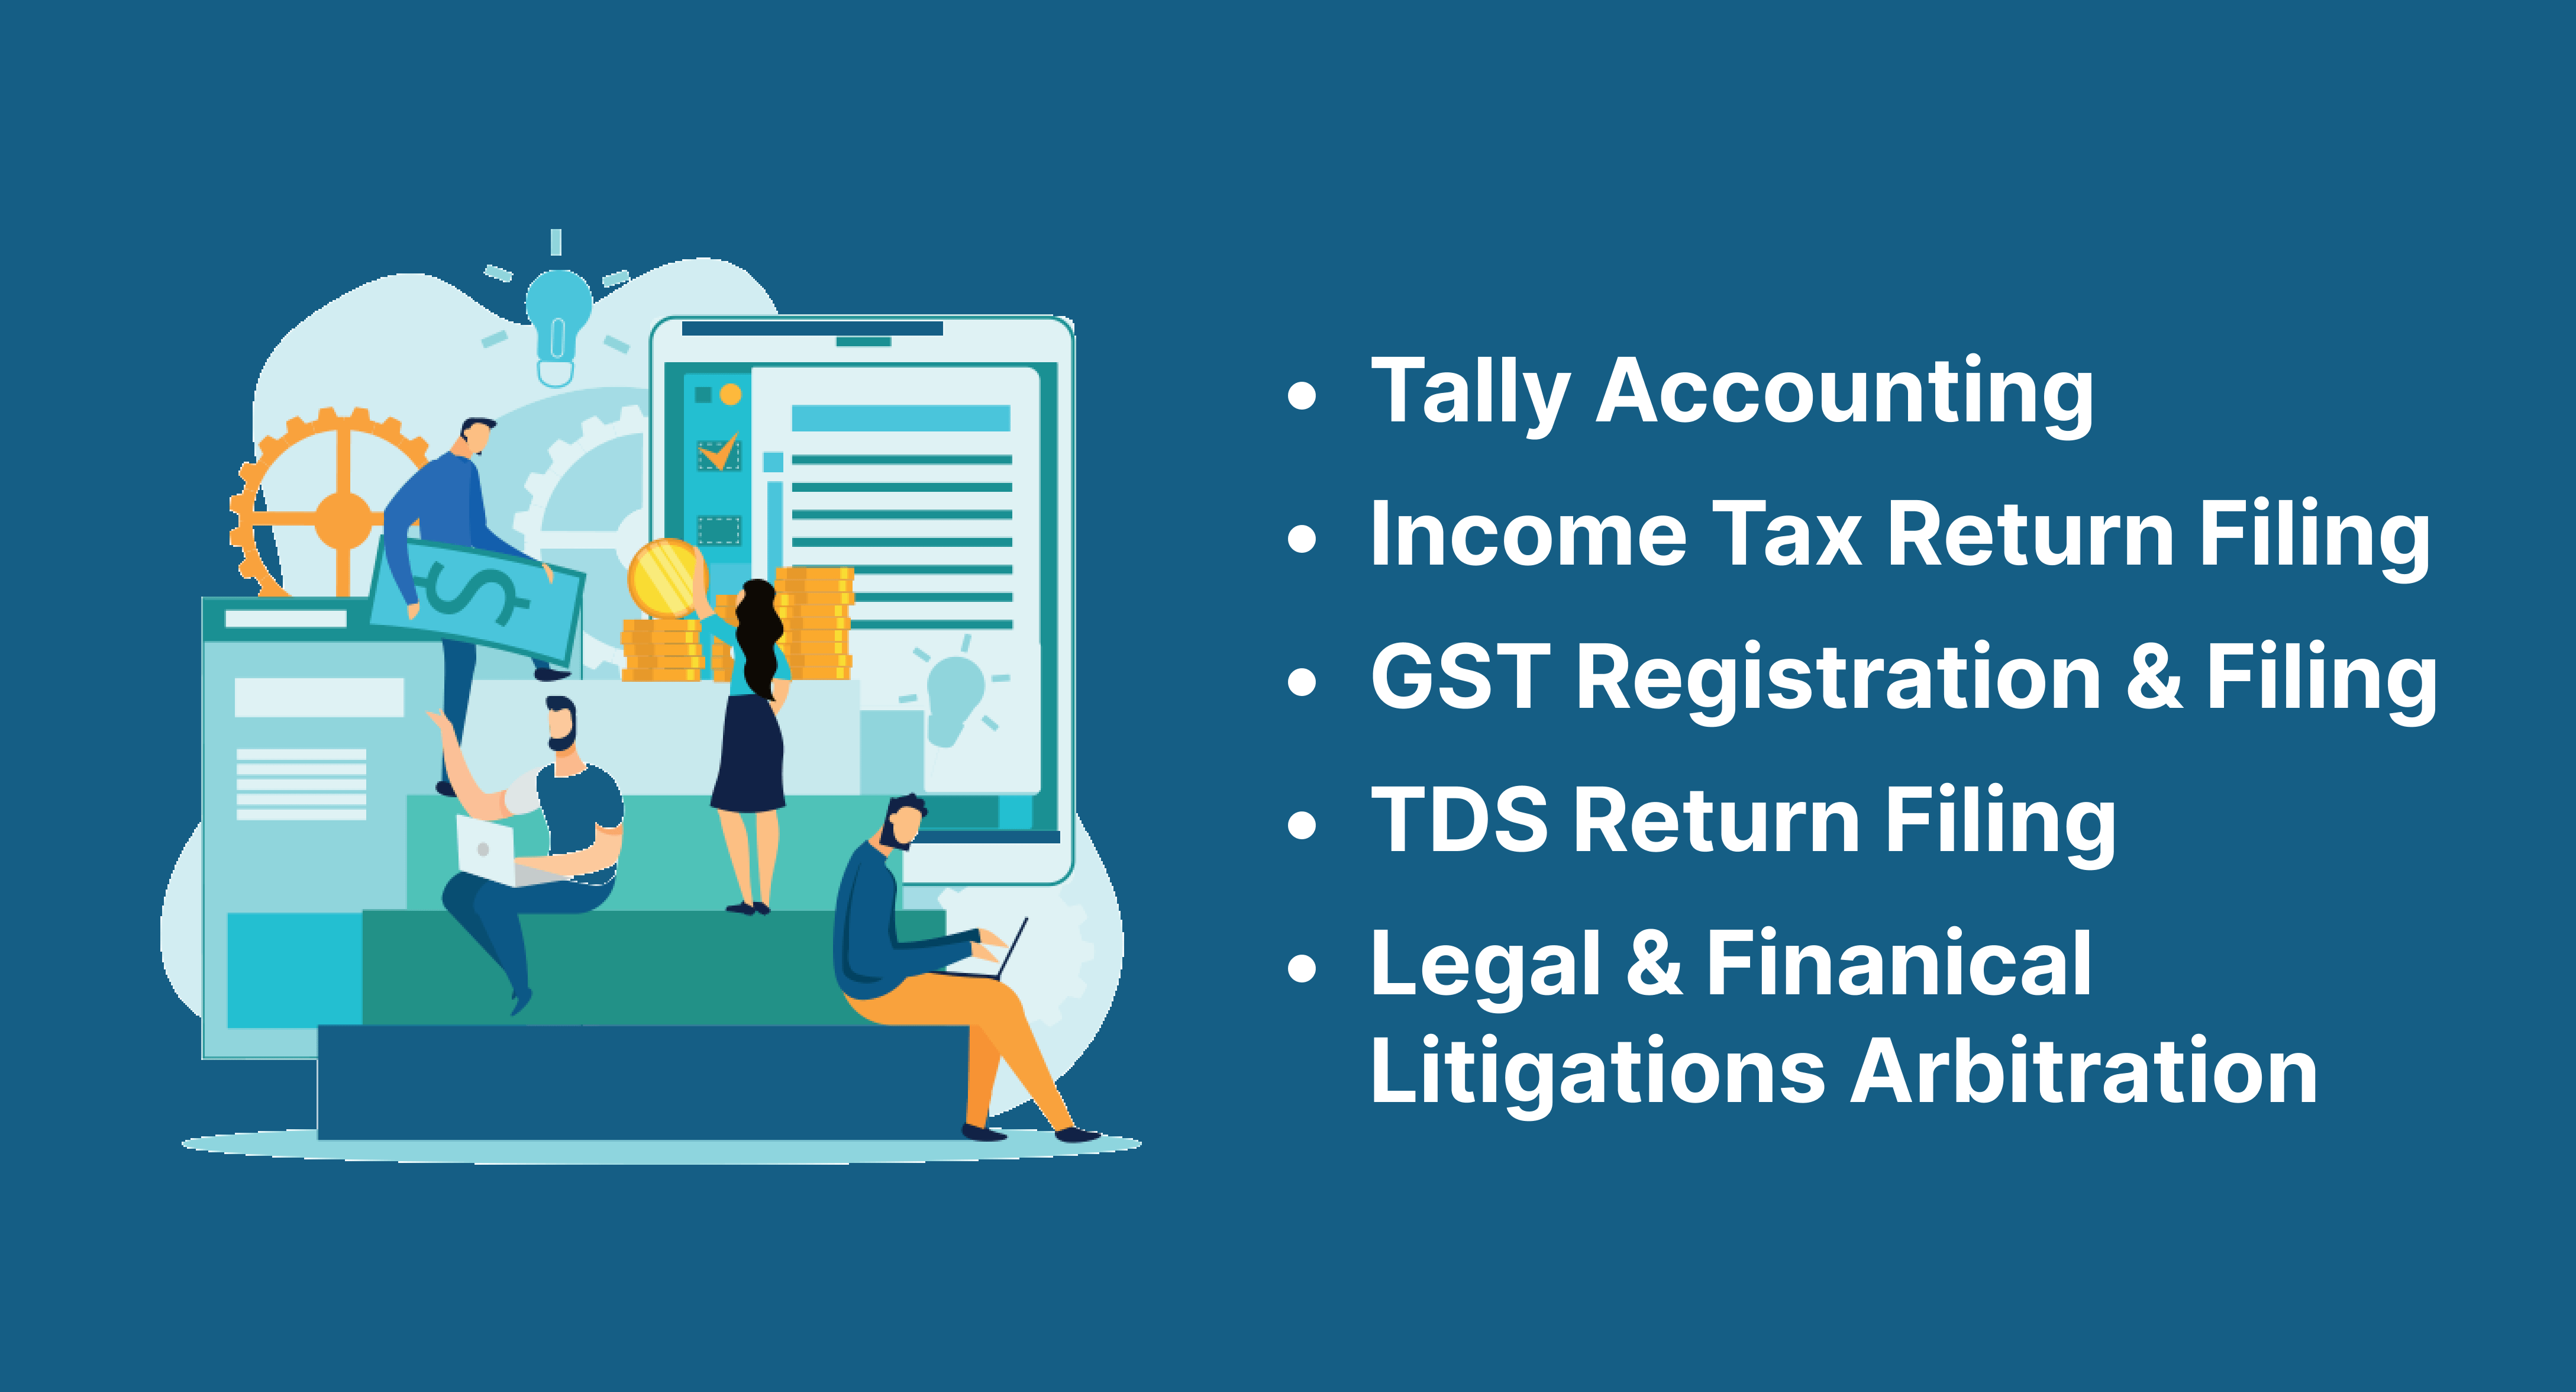 • Tally Accounting
• Income Tax Return Filing
• GST Registration & Filing
• TDS Return Filing
• Legal & Finanical
Litigations Arbitration
$